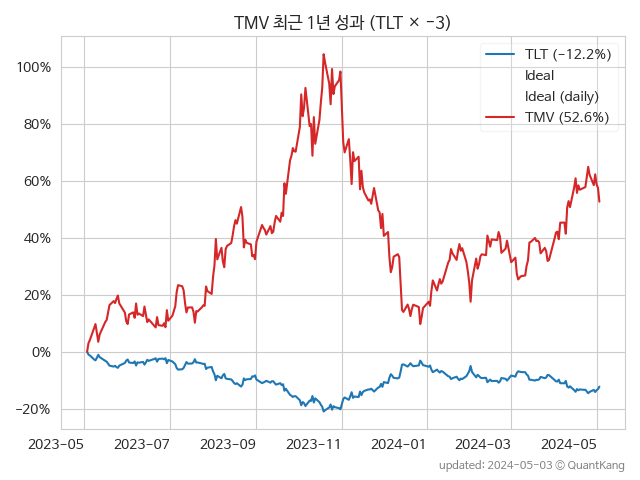 TMV 최근 1년 성과 (TLT × −3)
TLT (−12.2%)
Ideal
Ideal (daily)
TMV (52.6%)
100%
80%
60%
40%
20%
0%
−20%
2023-05 2023-07 2023-09 2023-11 2024-01 2024-03 2024-05
updated: 2024-05-03 © QuantKang